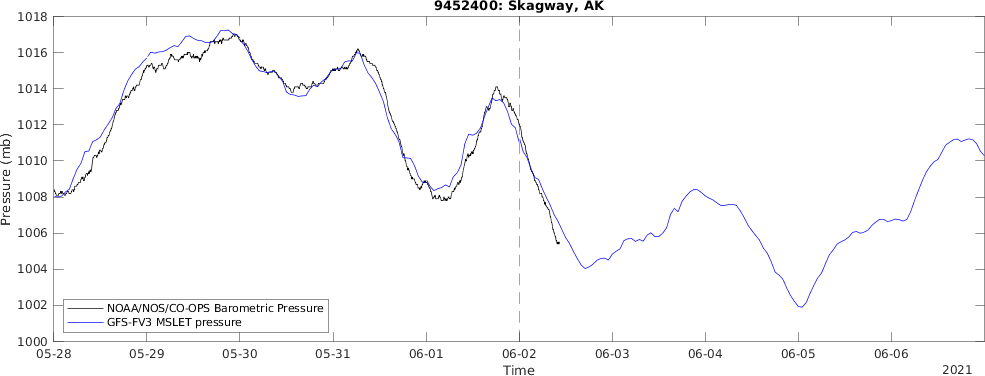 9452400: Skagway, AK
Pressure (mb)
1018
1016
1014
1012
1010
1008
1006
1004
1002
1000
NOAA/NOS/CO-OPS Barometric Pressure
GFS-FV3 MSLET pressure
05-28 05-29 05-30 05-31 06-01 06-02 06-03 06-04 06-05 06-06
Time
2021